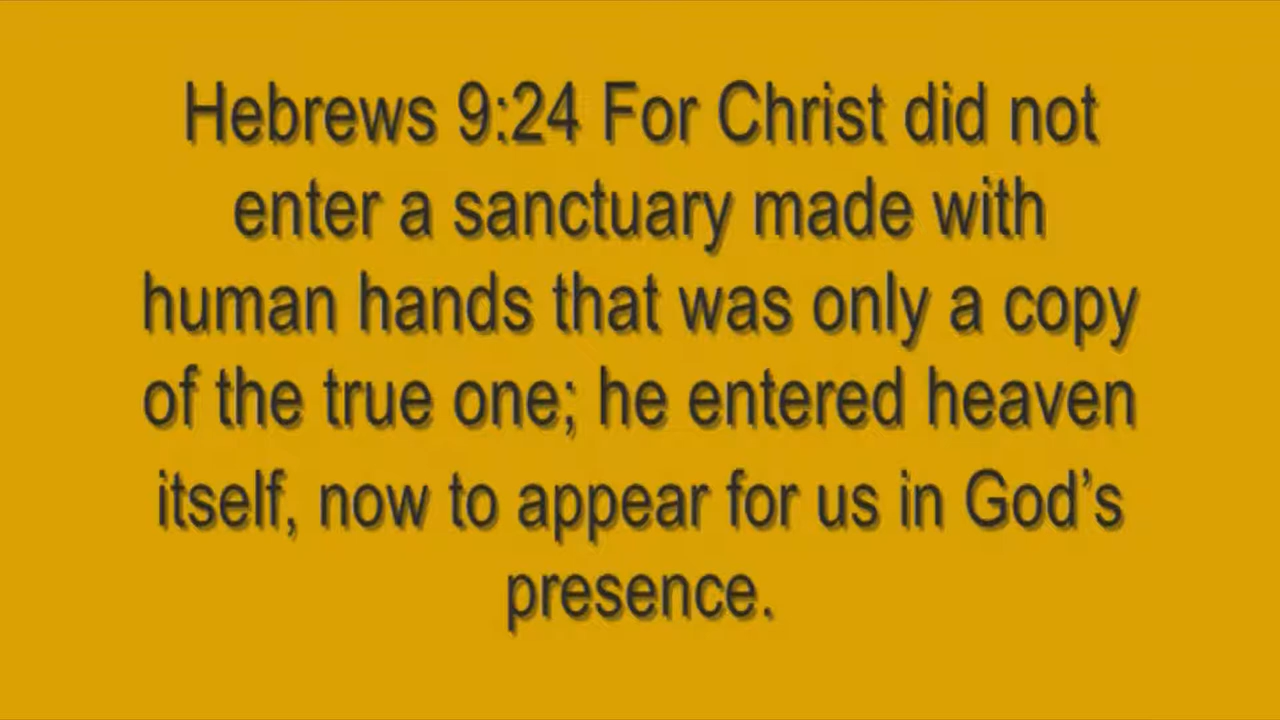 Hebrews 9:24 For Christ did not
enter a sanctuary made with
human hands that was only a copy
of the true one; he entered heaven
itself, now to appear for us in God’s
presence.